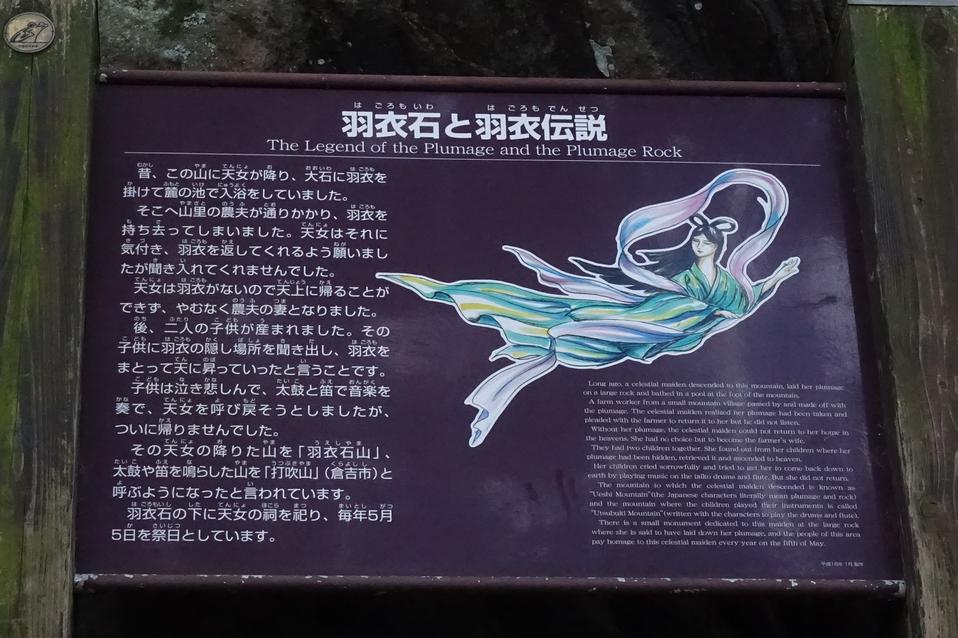 羽衣石と羽衣伝説
The Legend of the Plumage and the Plumage Rock
昔、この山に天女が降り、大石に羽衣を
掛けて麓の池で入浴をしていました。
そこへ山里の農夫が通りかかり、羽衣を
持ち去ってしまいました。天女はそれに
気付き、羽衣を返してくれるよう願いまし
たが聞き入れてくれませんでした。
天女は羽衣がないので天上に帰ることが
できず、やむなく農夫の妻となりました。
後、二人の子供が産まれました。その
子供に羽衣の隠し場所を聞き出し、羽衣を
まとって天に昇っていったと言うことです。
子供は泣き悲しんで、太鼓と笛で音楽を
奏で、天女を呼び戻そうとしましたが、
ついに帰りませんでした。
その天女の降りた山を「羽衣石山」、
太鼓や笛を鳴らした山を「打吹山」(倉吉市)と
呼ぶようになったと言われています。
羽衣石の下に天女の祠を祀り、毎年5月
5日を祭日としています。
Long ago, a celestial maiden descended to this mountain, laid her plumage
on a large rock and bathed in a pool at the foot of the mountain.
A farm worker from a small mountain village passed by and made off with
the plumage. The celestial maiden realized her plumage had been taken and
pleaded with the farmer to return it to her but he did not listen.
Without her plumage, the celestial maiden could not return to her home in
the heavens. She had no choice but to become the farmer's wife.
They had two children together. She found out from her children where her
plumage had been hidden, retrieved it and ascended to heaven.
Her children cried sorrowfully and tried to get her to come back down to
earth by playing music on the taiko drums and flute. But she did not return.
The mountain to which the celestial maiden descended is known as
"Ueshi Mountain"(the Japanese characters literally mean plumage and rock)
and the mountain where the children played their instruments is called
"Utsubuki Mountain"(written with the characters to play the drums and flute).
There is a small monument dedicated to this maiden at the large rock
where she is said to have laid down her plumage, and the people of this area
pay homage to this celestial maiden every year on the fifth of May.